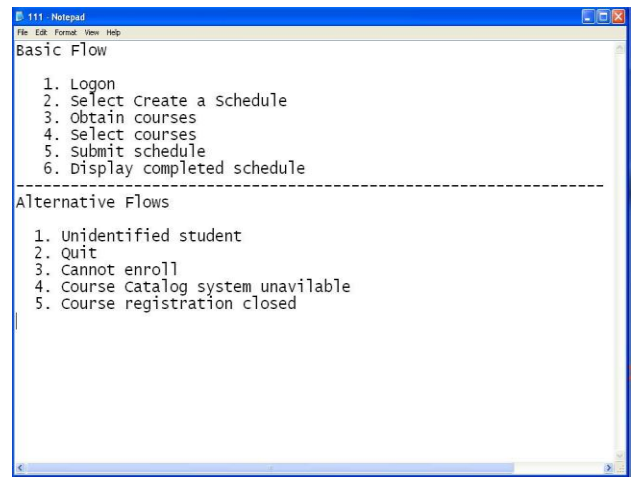 111 - Notepad
File Edit Format View Help
Basic Flow
1. Logon
2. Select Create a Schedule
3. Obtain courses
4. Select courses
5. Submit schedule
6. Display completed schedule
-----------------------------------------------------------------
Alternative Flows
1. Unidentified student
2. Quit
3. Cannot enroll
4. Course Catalog system unavilable
5. Course registration closed